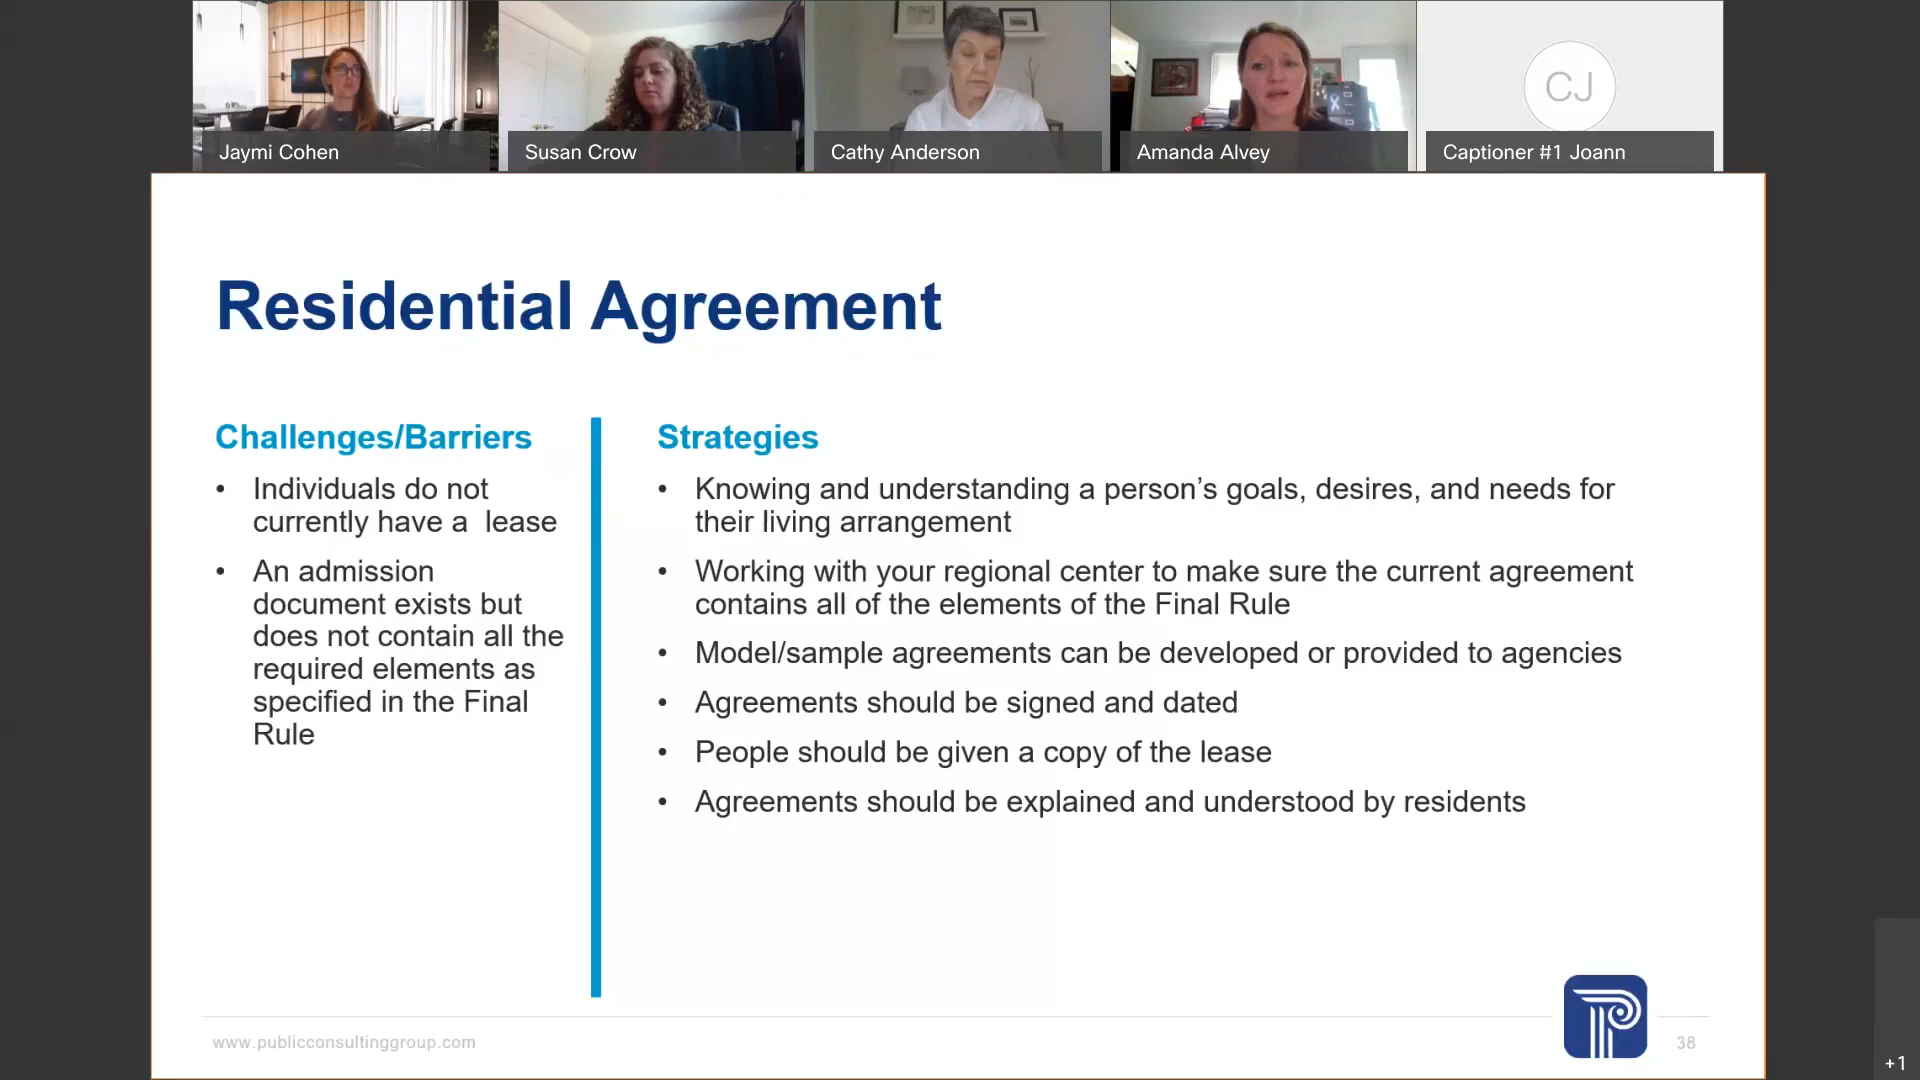 Jaymi Cohen
Susan Crow
Cathy Anderson
Amanda Alvey
CJ
Captioner #1 Joann
Residential Agreement
Challenges/Barriers
• Individuals do not
currently have a lease
• An admission
document exists but
does not contain all the
required elements as
specified in the Final
Rule
Strategies
• Knowing and understanding a person’s goals, desires, and needs for
their living arrangement
• Working with your regional center to make sure the current agreement
contains all of the elements of the Final Rule
• Model/sample agreements can be developed or provided to agencies
• Agreements should be signed and dated
• People should be given a copy of the lease
• Agreements should be explained and understood by residents
www.publicconsultinggroup.com
38
+1